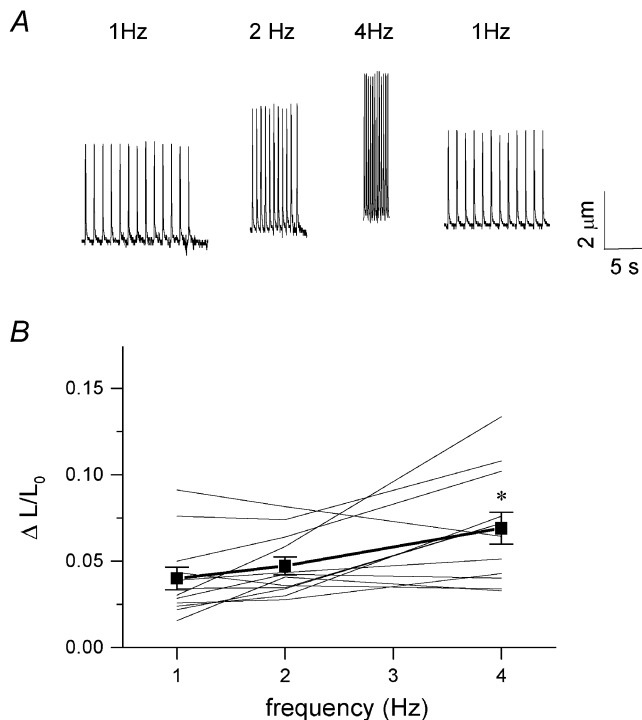 A
1Hz 2 Hz 4Hz 1Hz
2 µm
5 s
B
0.15
0.10
0.05
0.00
Δ L/L₀
*
1 2 3 4
frequency (Hz)